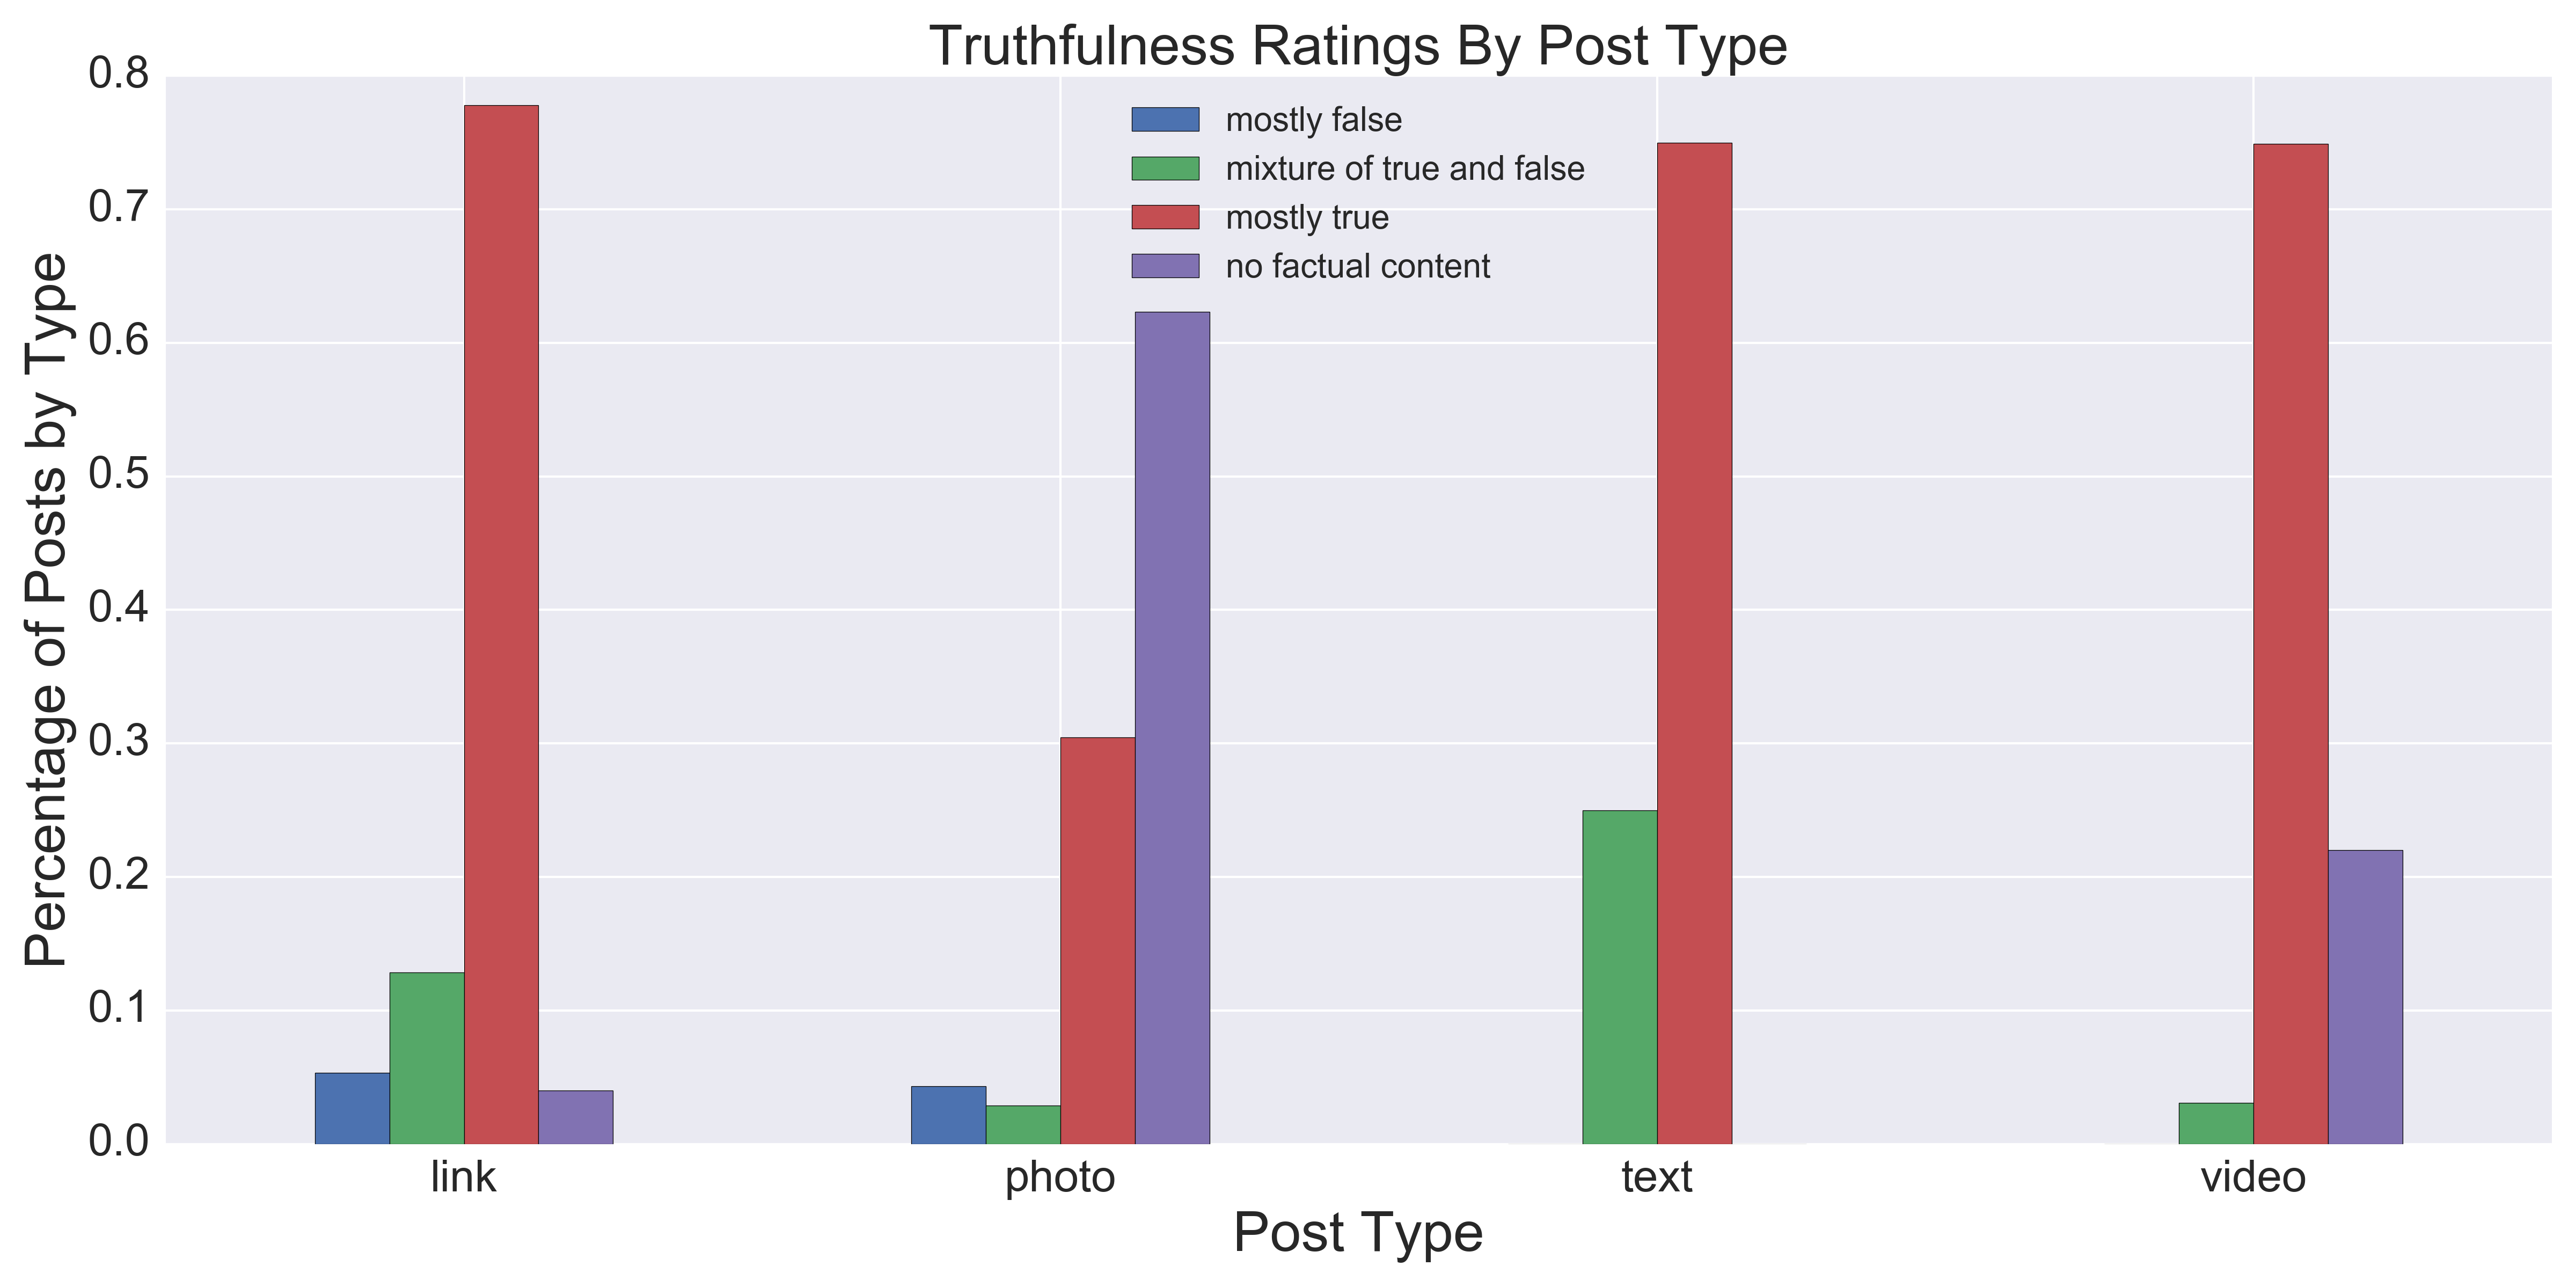 Truthfulness Ratings By Post Type
mostly false
mixture of true and false
mostly true
no factual content
Percentage of Posts by Type
0.8
0.7
0.6
0.5
0.4
0.3
0.2
0.1
0.0
link
photo
text
video
Post Type